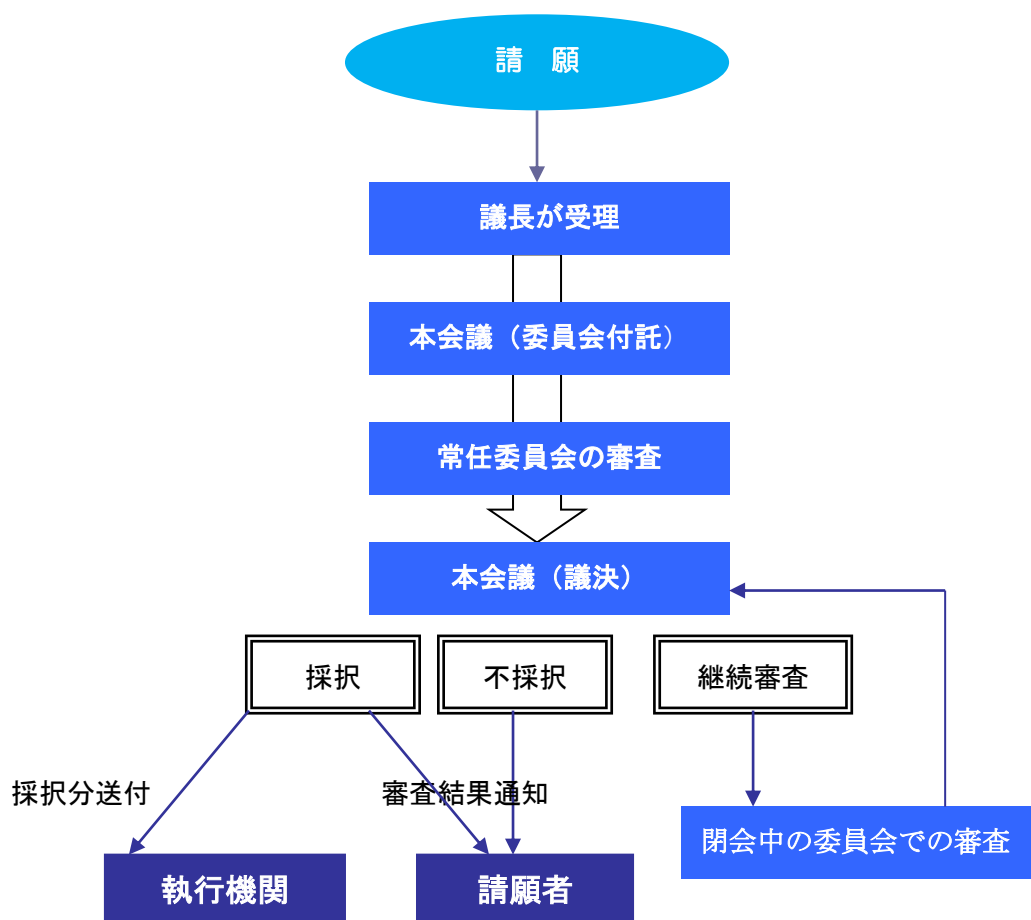 請　願
議長が受理
本会議（委員会付託）
常任委員会の審査
本会議（議決）
採択
不採択
継続審査
採択分送付
審査結果通知
閉会中の委員会での審査
執行機関
請願者